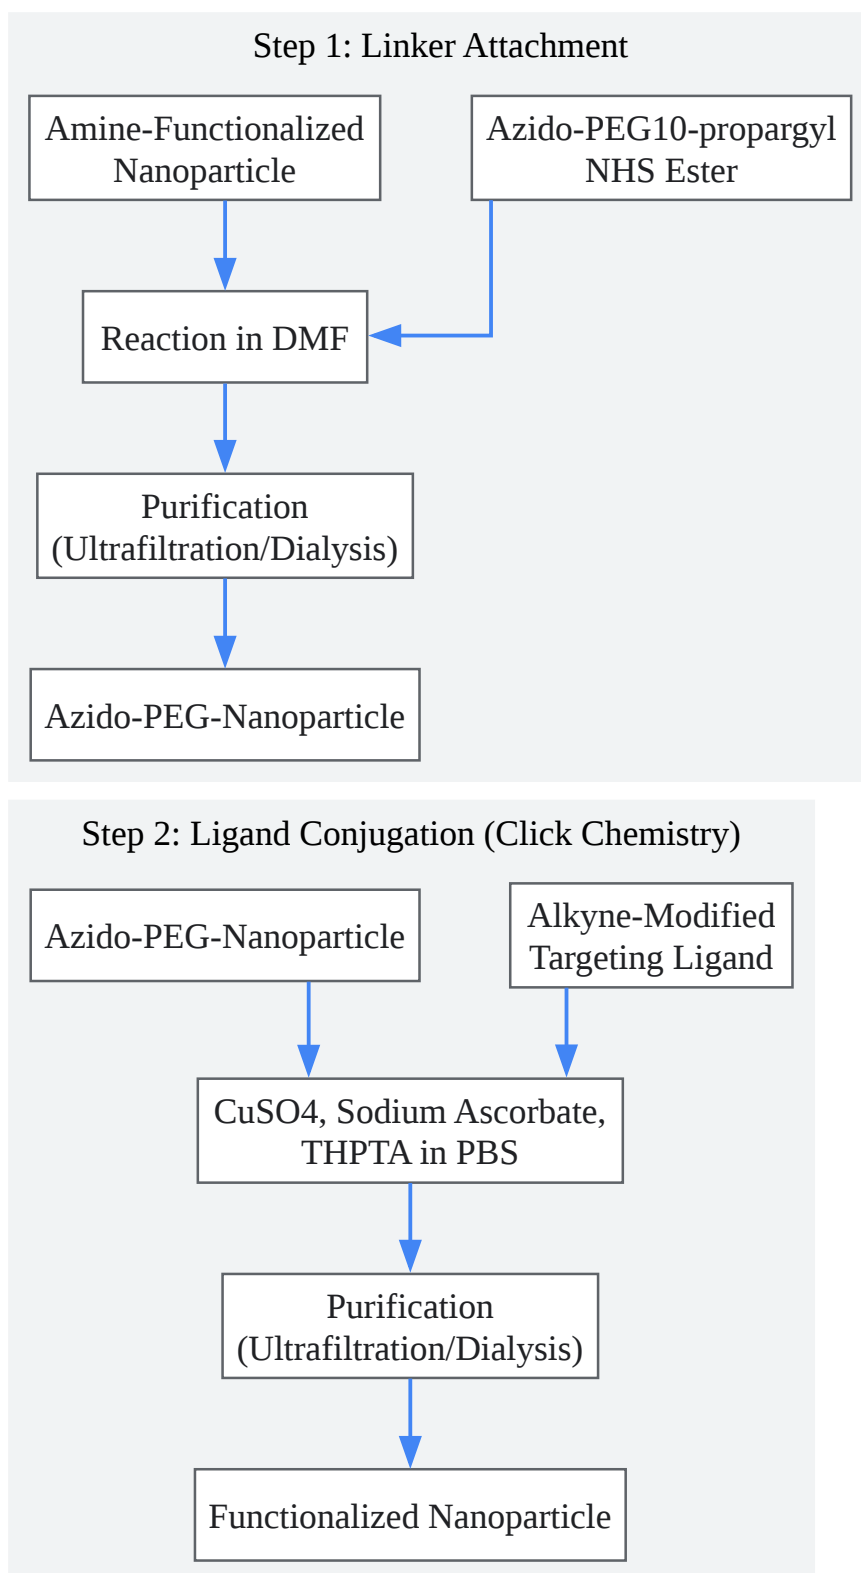 Step 1: Linker Attachment
Amine-Functionalized
Nanoparticle
Azido-PEG10-propargyl
NHS Ester
Reaction in DMF
Purification
(Ultrafiltration/Dialysis)
Azido-PEG-Nanoparticle
Step 2: Ligand Conjugation (Click Chemistry)
Azido-PEG-Nanoparticle
Alkyne-Modified
Targeting Ligand
CuSO4, Sodium Ascorbate,
THPTA in PBS
Purification
(Ultrafiltration/Dialysis)
Functionalized Nanoparticle